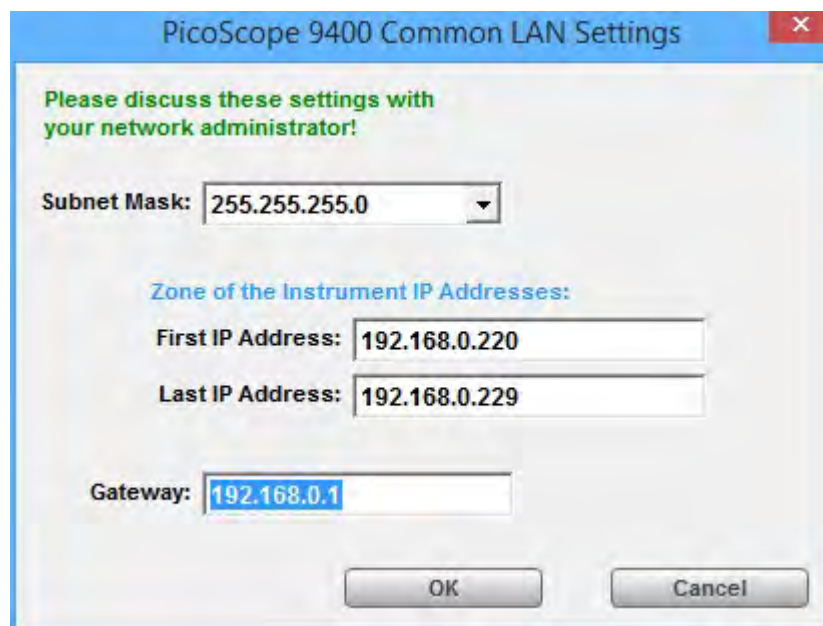 PicoScope 9400 Common LAN Settings
Please discuss these settings with
your network administrator!
Subnet Mask: 255.255.255.0
Zone of the Instrument IP Addresses:
First IP Address: 192.168.0.220
Last IP Address: 192.168.0.229
Gateway: 192.168.0.1
OK Cancel